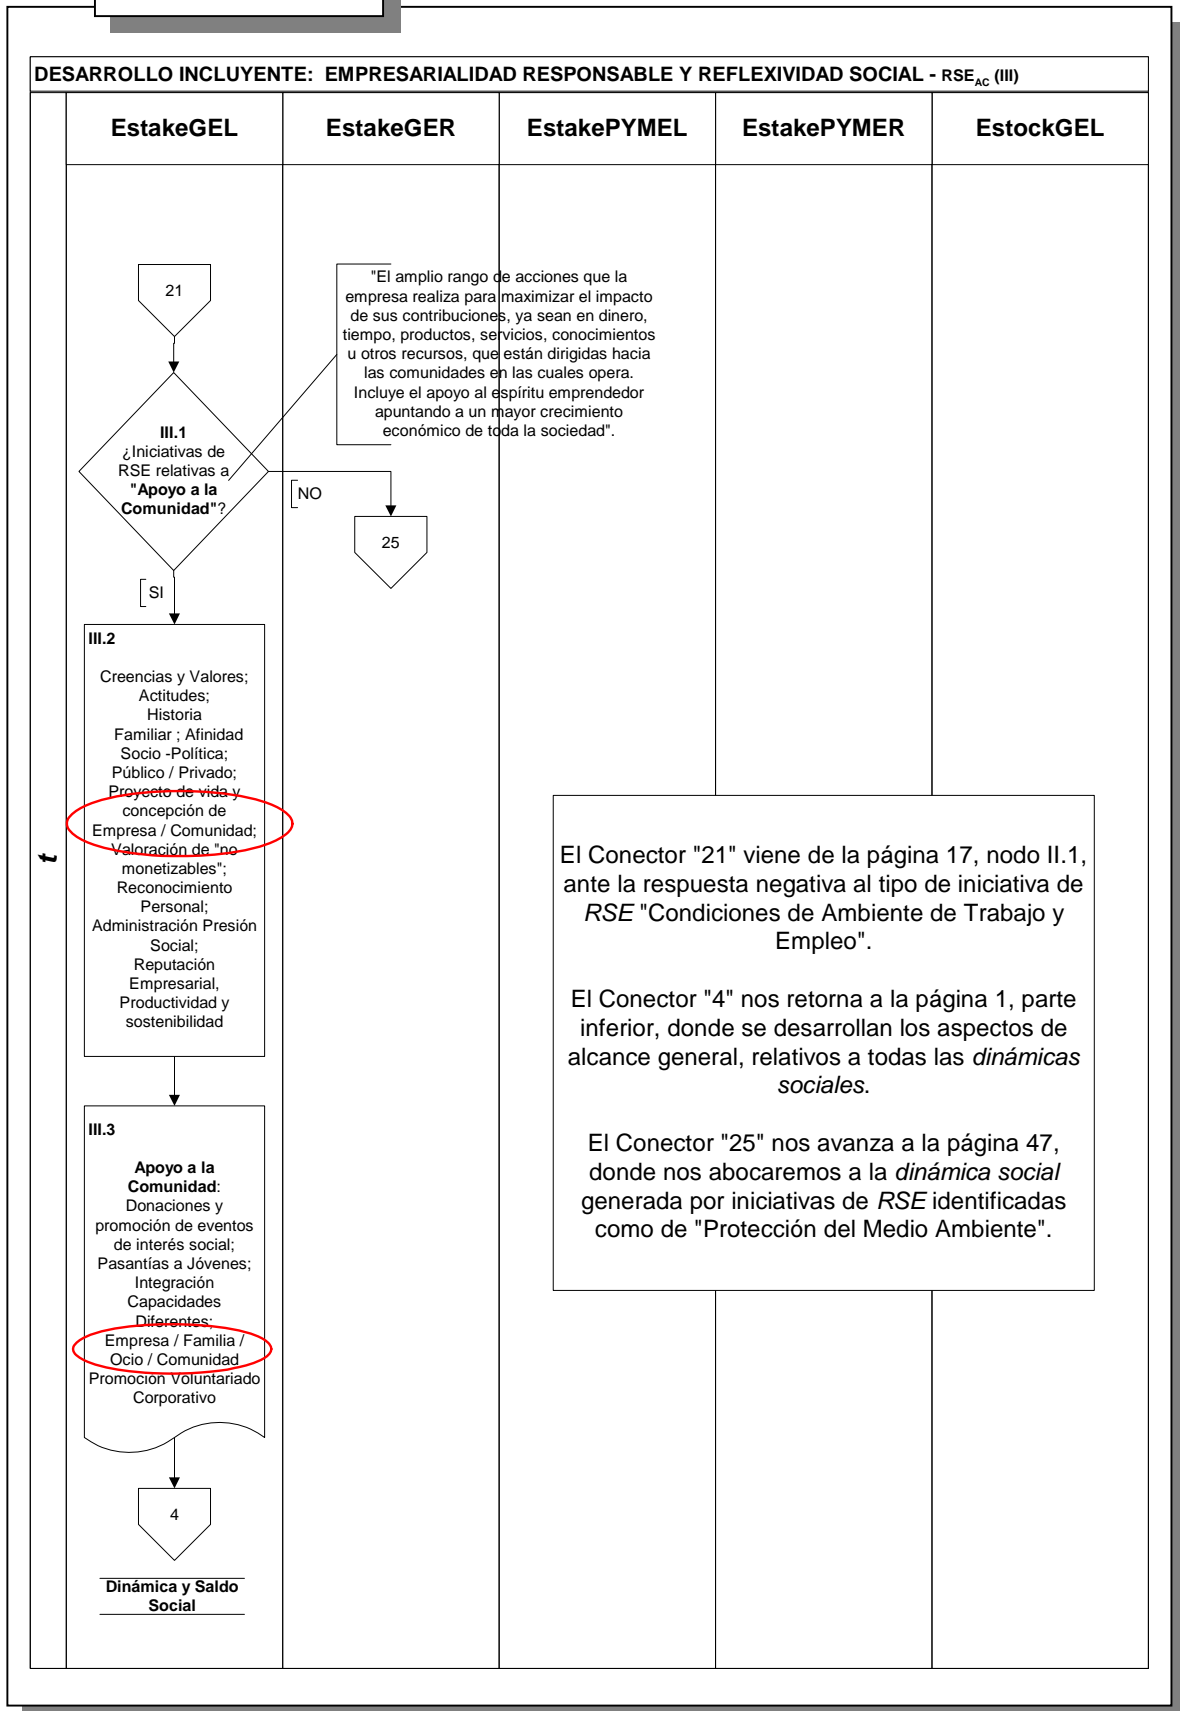 DESARROLLO INCLUYENTE: EMPRESARIALIDAD RESPONSABLE Y REFLEXIVIDAD SOCIAL - RSE AC (III)
EstakeGEL
EstakeGER
EstakePYMEL
EstakePYMER
EstockGEL
t
21
"El amplio rango de acciones que la
empresa realiza para maximizar el impacto
de sus contribuciones, ya sean en dinero,
tiempo, productos, servicios, conocimientos
u otros recursos, que están dirigidas hacia
las comunidades en las cuales opera.
Incluye el apoyo al espíritu emprendedor
apuntando a un mayor crecimiento
económico de toda la sociedad".
III.1
¿Iniciativas de
RSE relativas a
"Apoyo a la
Comunidad"?
NO
25
SI
III.2
Creencias y Valores;
Actitudes;
Historia
Familiar ; Afinidad
Socio -Política;
Público / Privado;
Proyecto de vida y
concepción de
Empresa / Comunidad;
Valoración de "no
monetizables";
Reconocimiento
Personal;
Administración Presión
Social;
Reputación
Empresarial,
Productividad y
sostenibilidad
III.3
Apoyo a la
Comunidad:
Donaciones y
promoción de eventos
de interés social;
Pasantías a Jóvenes;
Integración
Capacidades
Diferentes;
Empresa / Familia /
Ocio / Comunidad
Promoción Voluntariado
Corporativo
4
Dinámica y Saldo
Social
El Conector "21" viene de la página 17, nodo II.1,
ante la respuesta negativa al tipo de iniciativa de
RSE "Condiciones de Ambiente de Trabajo y
Empleo".
El Conector "4" nos retorna a la página 1, parte
inferior, donde se desarrollan los aspectos de
alcance general, relativos a todas las dinámicas
sociales.
El Conector "25" nos avanza a la página 47,
donde nos abocaremos a la dinámica social
generada por iniciativas de RSE identificadas
como de "Protección del Medio Ambiente".